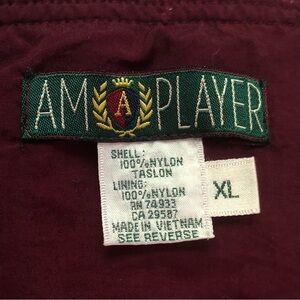 AM A PLAYER
SHELL:
100%NYLON
TASLON
LINING:
100%NYLON
RN 74933
CA 29587
MADE IN VIETNAM
SEE REVERSE
XL